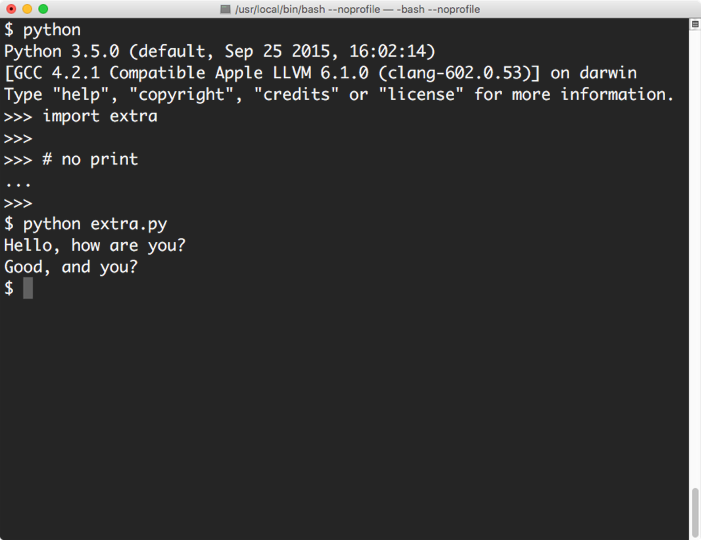 /usr/local/bin/bash --noprofile — -bash --noprofile
$ python
Python 3.5.0 (default, Sep 25 2015, 16:02:14)
[GCC 4.2.1 Compatible Apple LLVM 6.1.0 (clang-602.0.53)] on darwin
Type "help", "copyright", "credits" or "license" for more information.
>>> import extra
>>>
>>> # no print
...
>>>
$ python extra.py
Hello, how are you?
Good, and you?
$